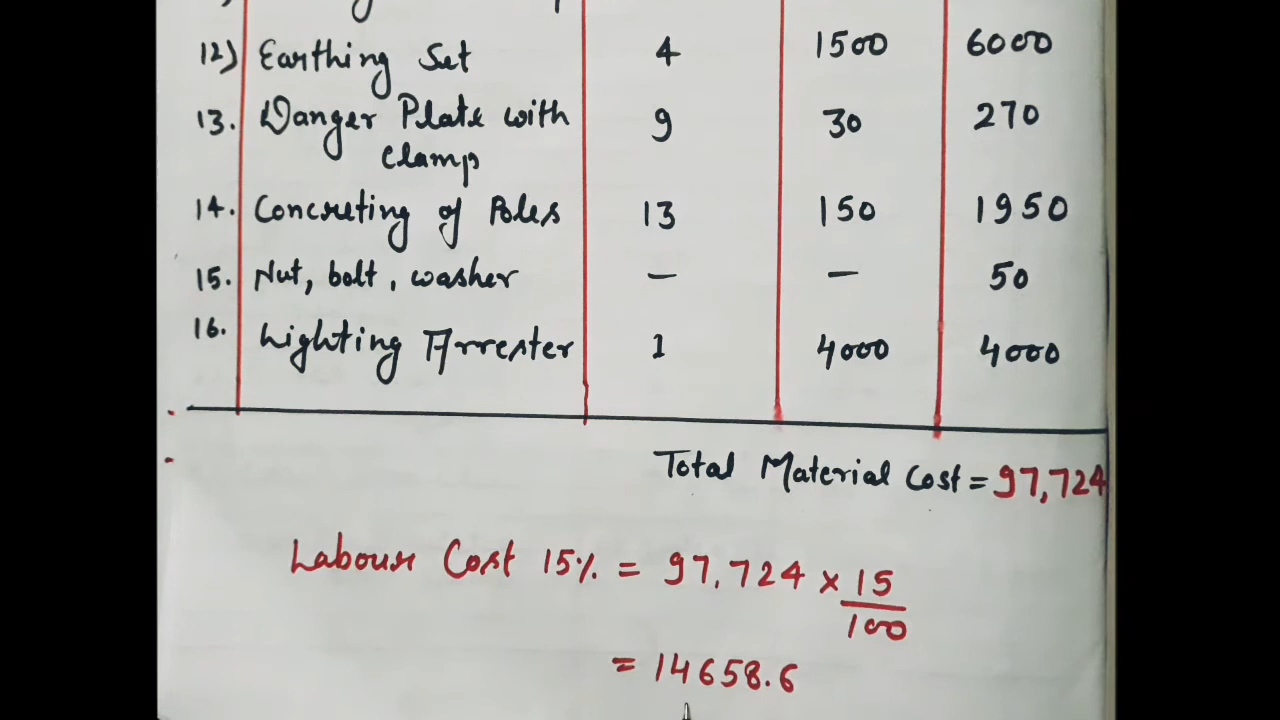 12) Earthing Set 4 1500 6000
13. Danger Plate with 9 30 270
clamp
14. Concreting of Poles 13 150 1950
15. Nut, bolt, washer — — 50
16. Lighting Arrester 1 4000 4000
Total Material Cost = 97,724
Labour Cost 15% = 97,724 × 15
100
= 14658.6